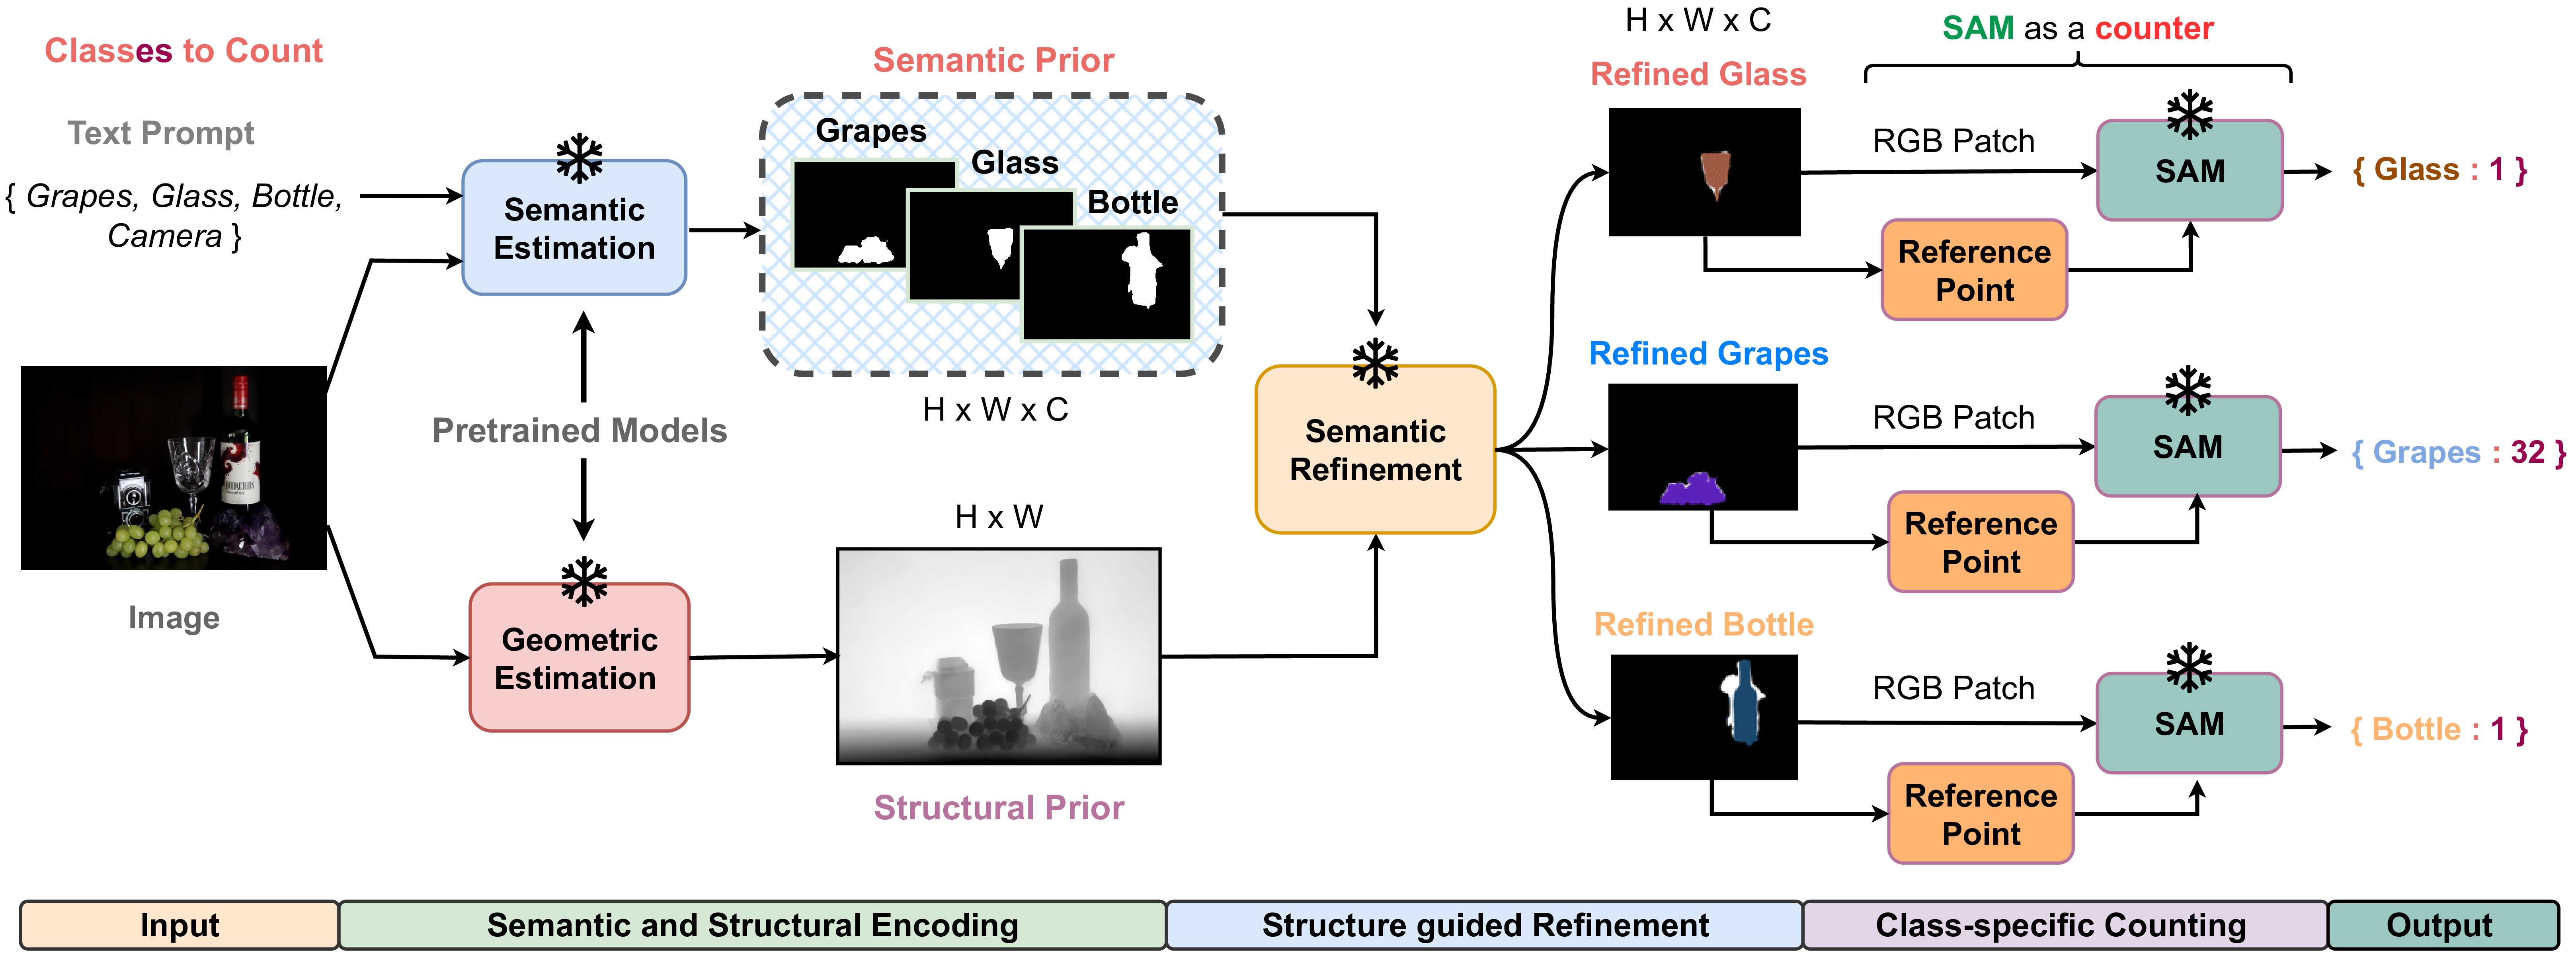 Classes to Count
Text Prompt
{ Grapes, Glass, Bottle,
Camera }
Image
Semantic
Estimation
Pretrained Models
Geometric
Estimation
Semantic Prior
Grapes
Glass
Bottle
H x W x C
H x W
Structural Prior
Semantic
Refinement
H x W x C
Refined Glass
SAM as a counter
RGB Patch
SAM
Reference
Point
{ Glass : 1 }
Refined Grapes
RGB Patch
SAM
Reference
Point
{ Grapes : 32 }
Refined Bottle
RGB Patch
SAM
Reference
Point
{ Bottle : 1 }
Input
Semantic and Structural Encoding
Structure guided Refinement
Class-specific Counting
Output